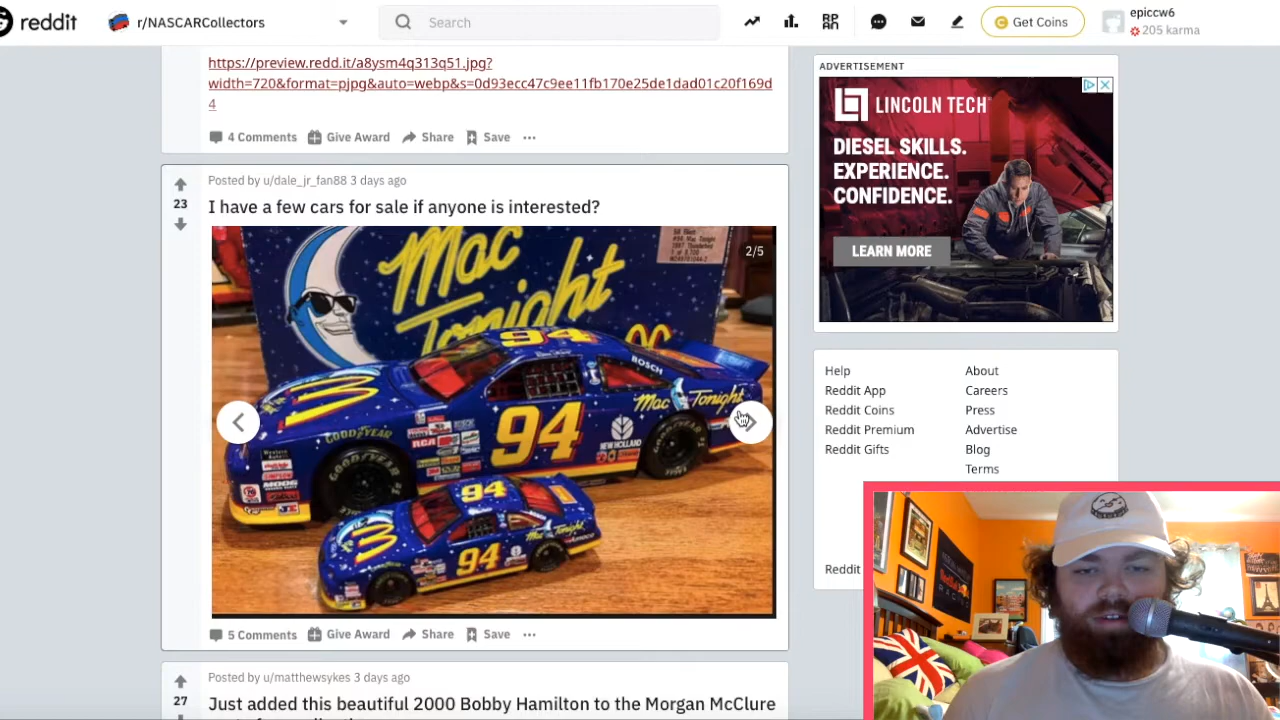 reddit
r/NASCARCollectors
Search
Get Coins
epiccw6
205 karma
https://preview.redd.it/a8ysm4q313q51.jpg?
width=720&format=pjpg&auto=webp&s=0d93ecc47c9ee11fb170e25de1dad01c20f169d
4
4 Comments Give Award Share Save ...
23
Posted by u/dale_jr_fan88 3 days ago
I have a few cars for sale if anyone is interested?
2/5
Mac
Tonight
94
BOSCH
Mac Tonight
GOODYEAR
94
NEW HOLLAND
RCA
MOOG
94
Mac Tonight
94
5 Comments Give Award Share Save ...
27
Posted by u/matthewsykes 3 days ago
Just added this beautiful 2000 Bobby Hamilton to the Morgan McClure
ADVERTISEMENT
LINCOLN TECH
DIESEL SKILLS.
EXPERIENCE.
CONFIDENCE.
LEARN MORE
Help About
Reddit App Careers
Reddit Coins Press
Reddit Premium Advertise
Reddit Gifts Blog
Terms
Reddit